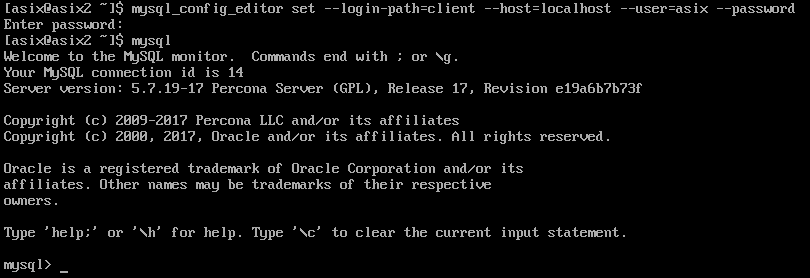 [asix@asix2 ~]$ mysql_config_editor set --login-path=client --host=localhost --user=asix --password
Enter password:
[asix@asix2 ~]$ mysql
Welcome to the MySQL monitor.  Commands end with ; or \g.
Your MySQL connection id is 14
Server version: 5.7.19-17 Percona Server (GPL), Release 17, Revision e19a6b7b73f

Copyright (c) 2009-2017 Percona LLC and/or its affiliates
Copyright (c) 2000, 2017, Oracle and/or its affiliates. All rights reserved.

Oracle is a registered trademark of Oracle Corporation and/or its
affiliates. Other names may be trademarks of their respective
owners.

Type 'help;' or '\h' for help. Type '\c' to clear the current input statement.

mysql> _